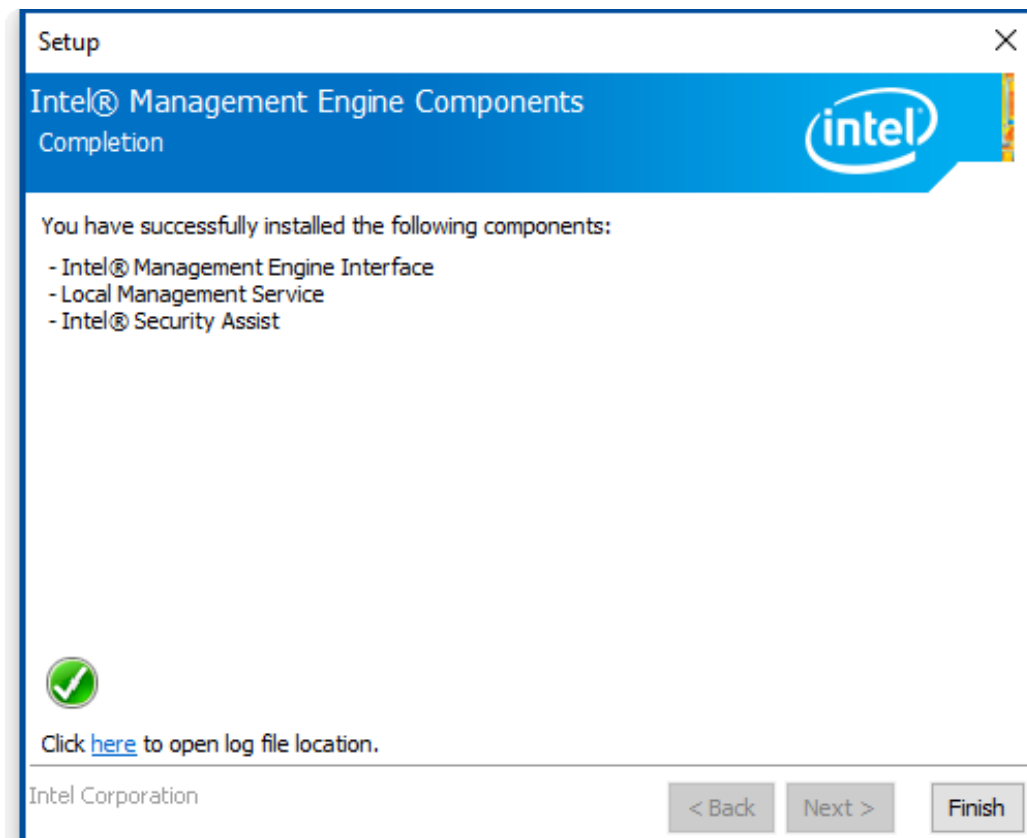 Setup
Intel® Management Engine Components
Completion
intel
You have successfully installed the following components:
- Intel® Management Engine Interface
- Local Management Service
- Intel® Security Assist
Click here to open log file location.
Intel Corporation
< Back Next > Finish